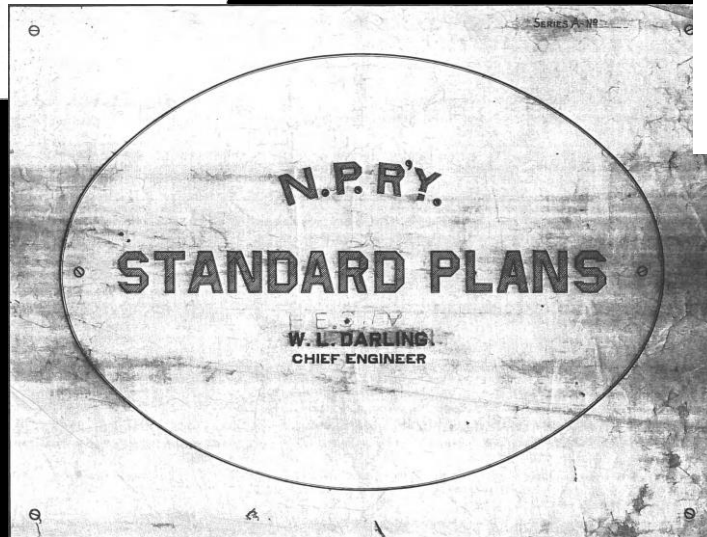 SERIES A-Nº
N.P. R'Y.
STANDARD PLANS
W. L. DARLING.
CHIEF ENGINEER